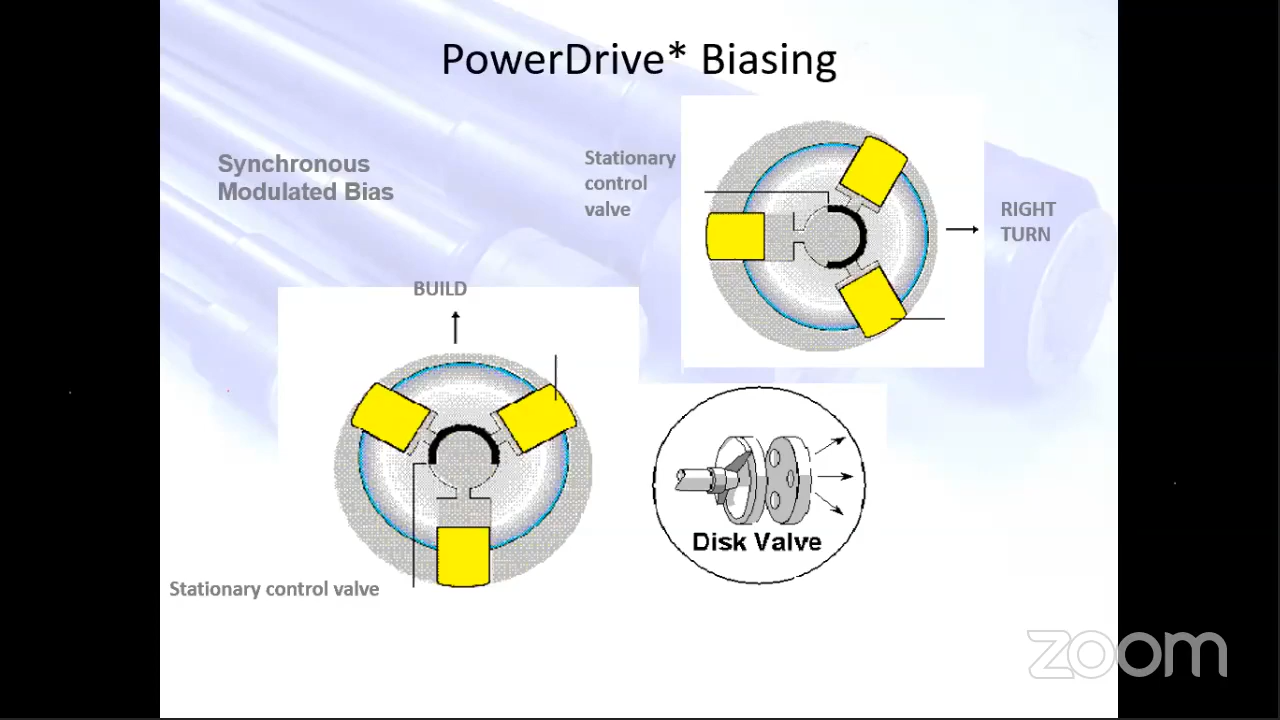 PowerDrive* Biasing
Synchronous
Modulated Bias
Stationary
control
valve
RIGHT
TURN
BUILD
Disk Valve
Stationary control valve
zoom